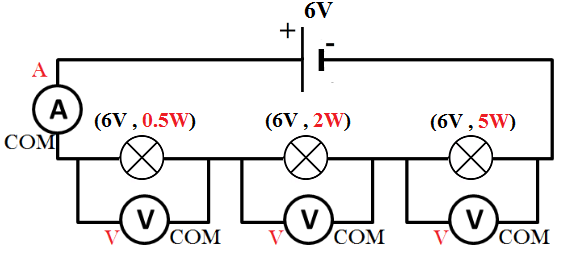 6V
+ -
A
A
COM
(6V , 0.5W) (6V , 2W) (6V , 5W)
V V V
V COM V COM V COM